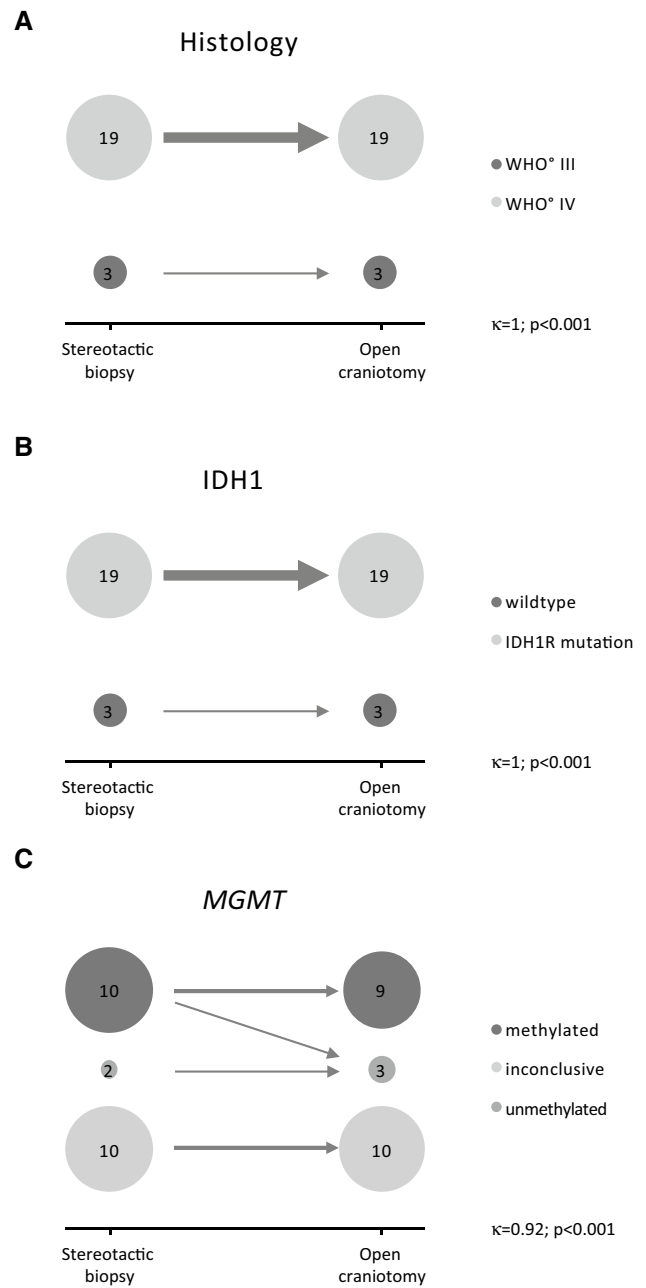 A
Histology
19
19
WHO° III
WHO° IV
3
3
κ=1; p<0.001
Stereotactic
biopsy
Open
craniotomy
B
IDH1
19
19
wildtype
IDH1R mutation
3
3
κ=1; p<0.001
Stereotactic
biopsy
Open
craniotomy
C
MGMT
10
9
methylated
2
3
inconclusive
unmethylated
10
10
κ=0.92; p<0.001
Stereotactic
biopsy
Open
craniotomy